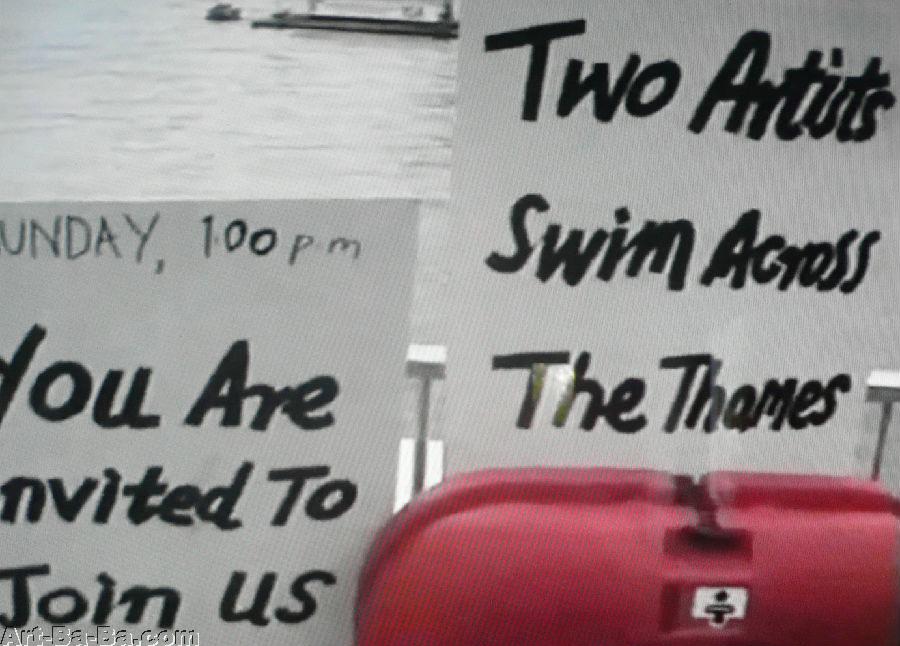 Two Artists
Swim Across
The Thames
UNDAY, 1.00 pm
You Are
nvited To
Join us
Art-Ba-Ba.com